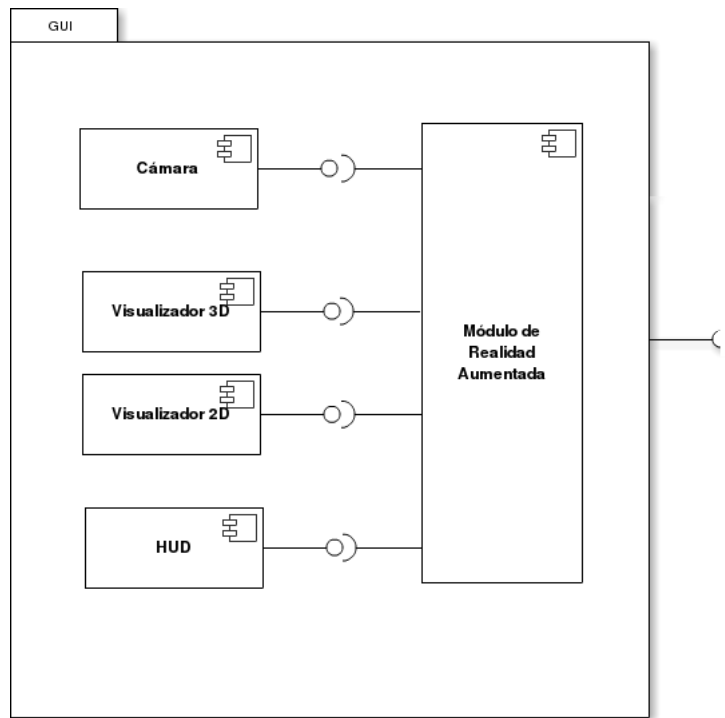 GUI
Cámara
Visualizador 3D
Módulo de
Realidad
Aumentada
Visualizador 2D
HUD